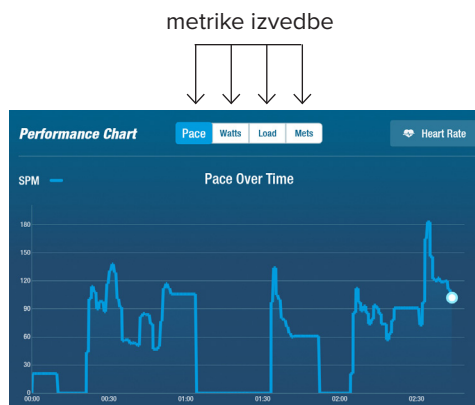 metrike izvedbe
Performance Chart Pace Watts Load Mets Heart Rate
SPM Pace Over Time
180
150
120
90
60
30
00:00 00:30 01:00 01:30 02:00 02:30